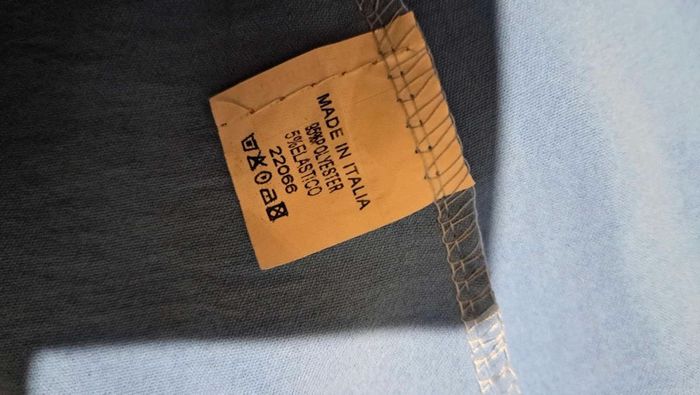 MADE IN ITALIA
95%POLYESTER
5%ELASTICO
22066